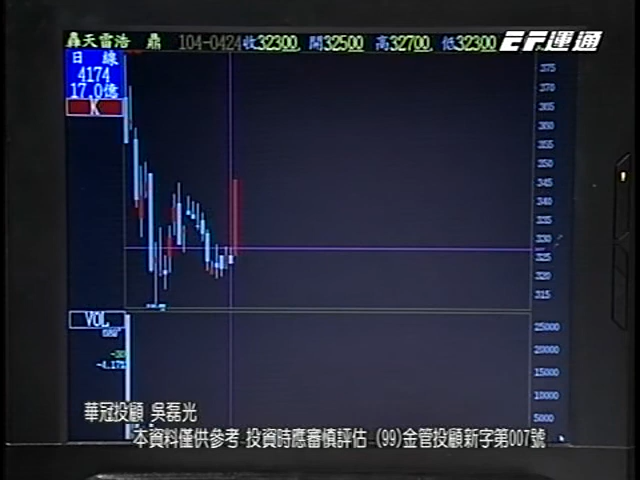 轟天雷浩 鼎 104-0424 收32300 開32500 高32700 低32300
ET運通
日 線
4174
17.0億
K
375
370
365
360
355
350
345
340
335
330
325
320
315
VOL
-4.17%
25000
20000
15000
10000
5000
華冠投顧 吳磊光
本資料僅供參考 投資時應審慎評估 (99)金管投顧新字第007號